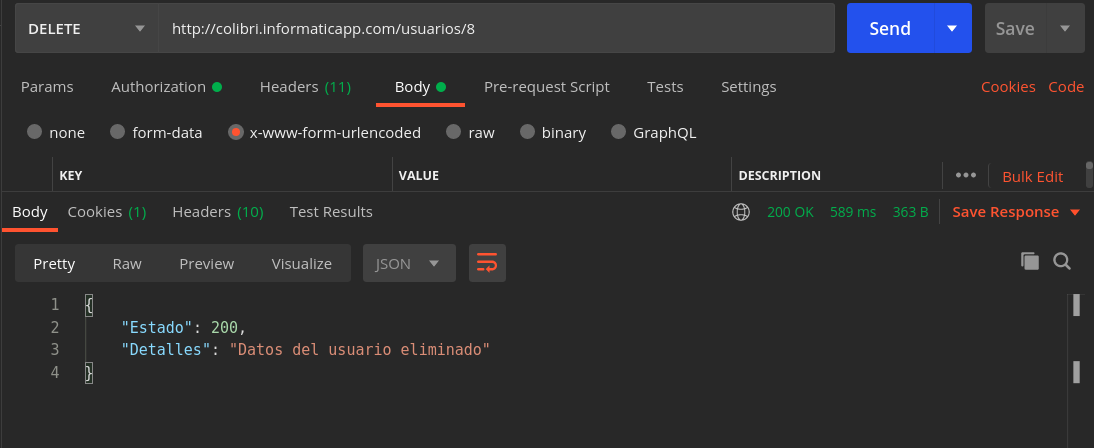 DELETE http://colibri.informaticapp.com/usuarios/8 Send Save
Params Authorization Headers (11) Body Pre-request Script Tests Settings Cookies Code
none form-data x-www-form-urlencoded raw binary GraphQL
KEY VALUE DESCRIPTION ••• Bulk Edit
Body Cookies (1) Headers (10) Test Results 200 OK 589 ms 363 B Save Response
Pretty Raw Preview Visualize JSON
1 {
2 "Estado": 200,
3 "Detalles": "Datos del usuario eliminado"
4 }